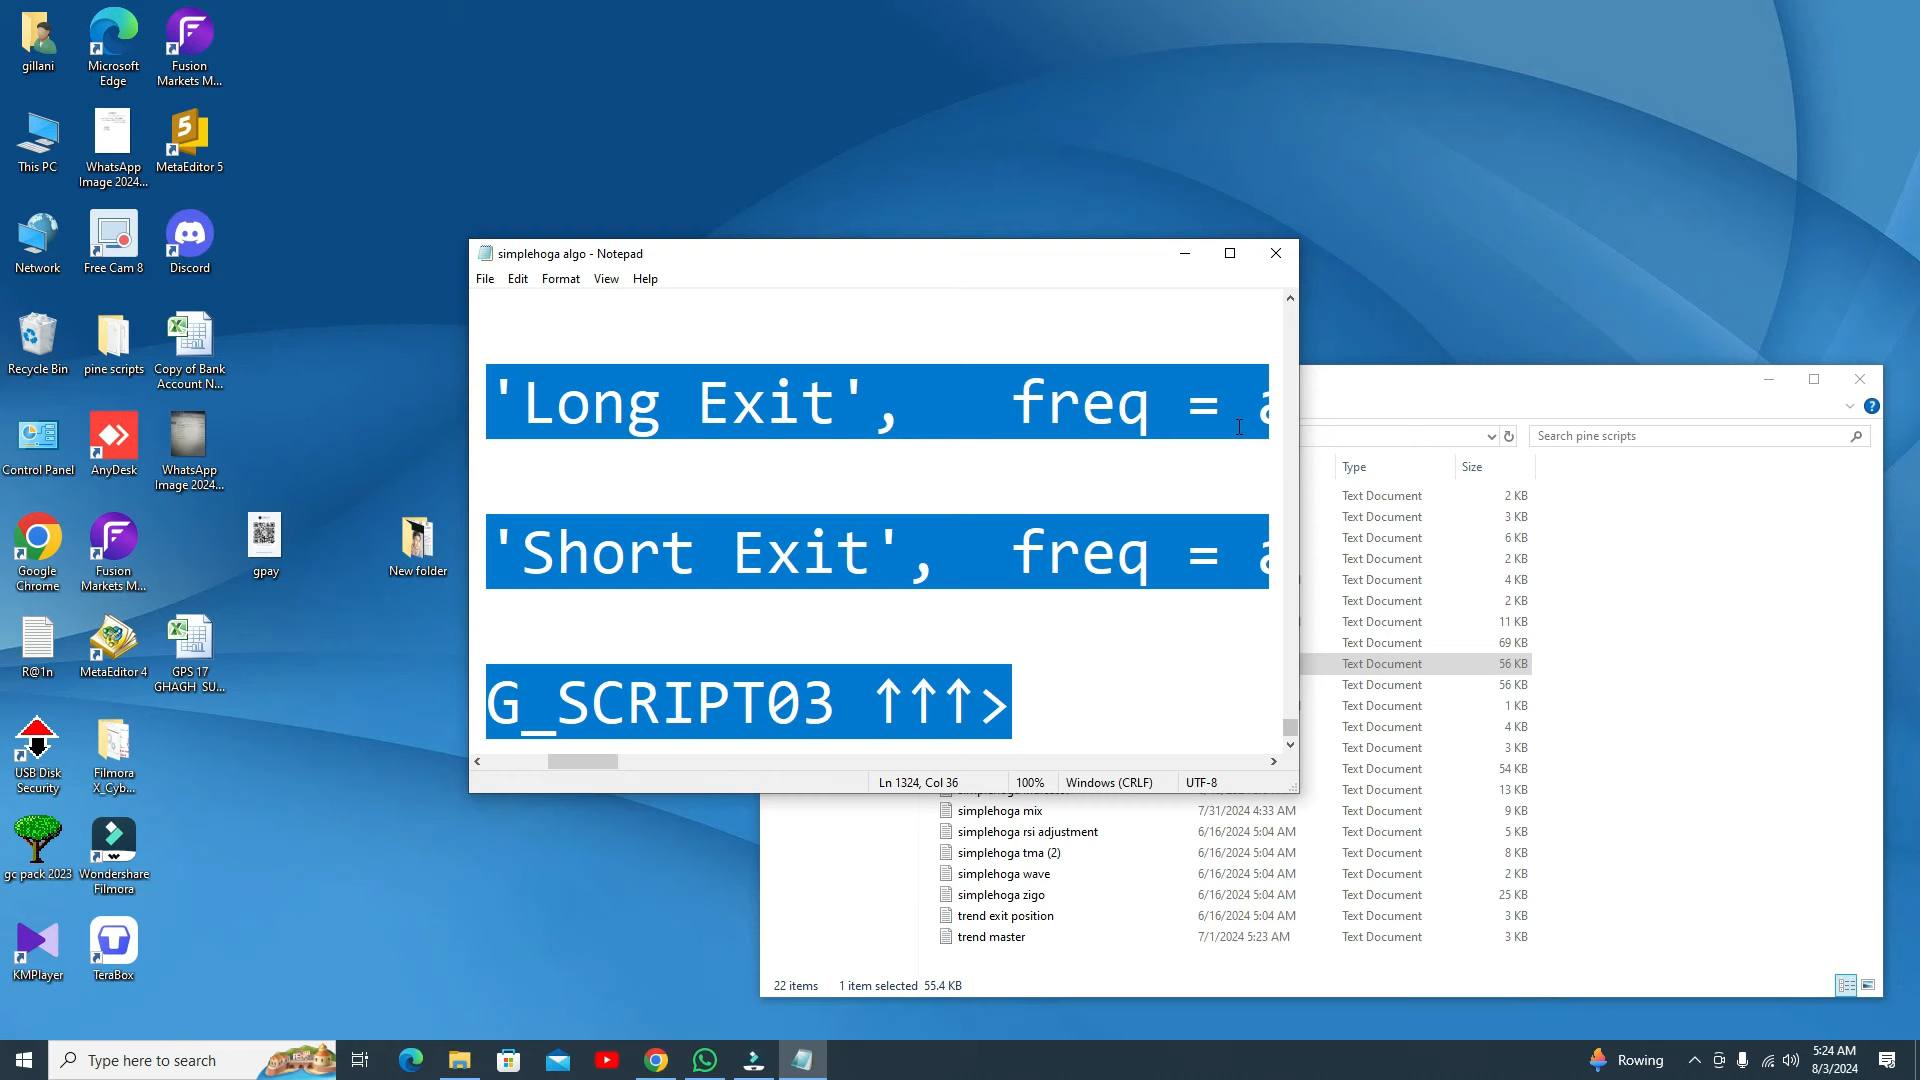 gillani
Microsoft
Edge
Fusion
Markets M...
This PC
WhatsApp
Image 2024...
MetaEditor 5
Network
Free Cam 8
Discord
Recycle Bin
pine scripts
Copy of Bank
Account N...
Control Panel
AnyDesk
WhatsApp
Image 2024...
Google
Chrome
Fusion
Markets M...
gpay
New folder
R@1n
MetaEditor 4
GPS 17
GHAGH SU...
USB Disk
Security
Filmora
X_Cyb...
gc pack 2023
Wondershare
Filmora
KMPlayer
TeraBox
simplehoga algo - Notepad
File Edit Format View Help
'Long Exit', freq = a
'Short Exit', freq = a
G_SCRIPT03 ↑↑↑>
Ln 1324, Col 36 100% Windows (CRLF) UTF-8
Search pine scripts
Type Size
Text Document 2 KB
Text Document 3 KB
Text Document 6 KB
Text Document 2 KB
Text Document 4 KB
Text Document 2 KB
Text Document 11 KB
Text Document 69 KB
Text Document 56 KB
Text Document 56 KB
Text Document 1 KB
Text Document 4 KB
Text Document 3 KB
Text Document 54 KB
Text Document 13 KB
simplehoga mix 7/31/2024 4:33 AM Text Document 9 KB
simplehoga rsi adjustment 6/16/2024 5:04 AM Text Document 5 KB
simplehoga tma (2) 6/16/2024 5:04 AM Text Document 8 KB
simplehoga wave 6/16/2024 5:04 AM Text Document 2 KB
simplehoga zigo 6/16/2024 5:04 AM Text Document 25 KB
trend exit position 6/16/2024 5:04 AM Text Document 3 KB
trend master 7/1/2024 5:23 AM Text Document 3 KB
22 items 1 item selected 55.4 KB
Type here to search
Rowing
5:24 AM
8/3/2024